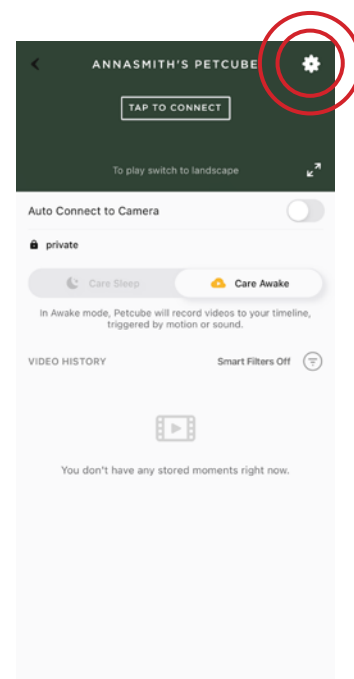 ANNASMITH'S PETCUBE
TAP TO CONNECT
To play switch to landscape
Auto Connect to Camera
private
Care Sleep
Care Awake
In Awake mode, Petcube will record videos to your timeline,
triggered by motion or sound.
VIDEO HISTORY
Smart Filters Off
You don't have any stored moments right now.